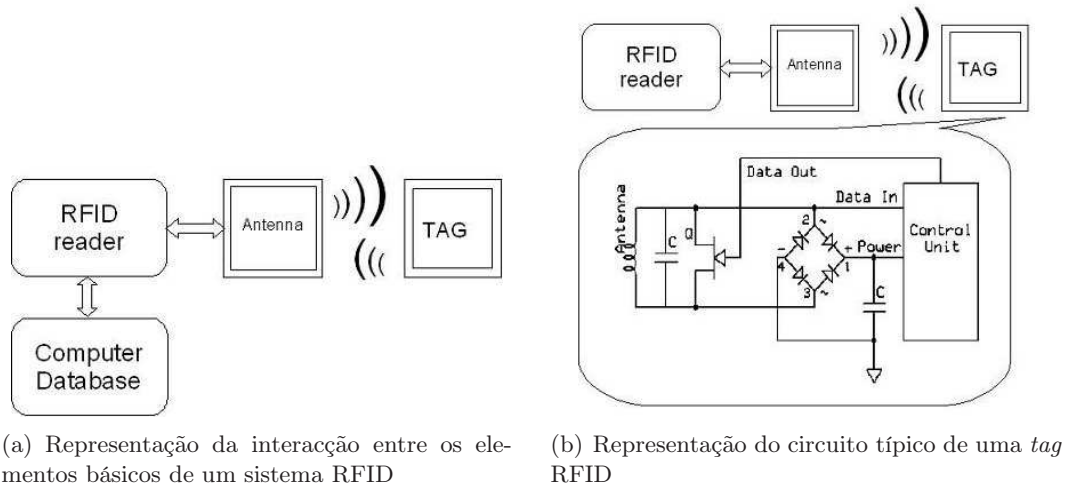 RFID
reader
Antenna
TAG
Computer
Database
(a) Representação da interacção entre os ele-
mentos básicos de um sistema RFID
RFID
reader
Antenna
TAG
Data Out
Antenna
C
Q
2
~
Data In
Control
Unit
-
4
+
1
Power
3
~
C
(b) Representação do circuito típico de uma tag
RFID